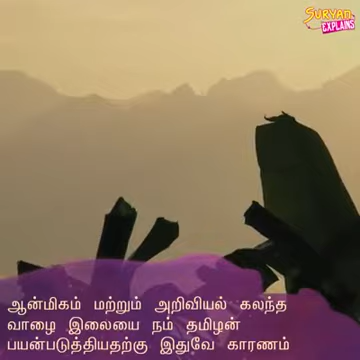 SURYAN
EXPLAINS
ஆன்மிகம் மற்றும் அறிவியல் கலந்த
வாழை இலையை நம் தமிழன்
பயன்படுத்தியதற்கு இதுவே காரணம்